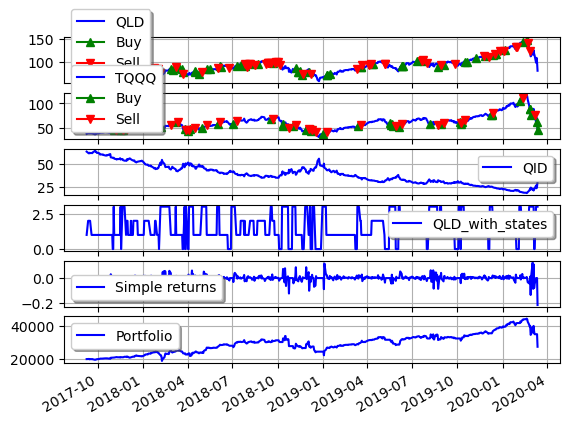 QLD
Buy
Sell
150
100
TQQQ
Buy
Sell
100
50
QID
50
25
QLD_with_states
2.5
0.0
Simple returns
0.0
−0.2
Portfolio
40000
20000
2017-10 2018-01 2018-04 2018-07 2018-10 2019-01 2019-04 2019-07 2019-10 2020-01 2020-04